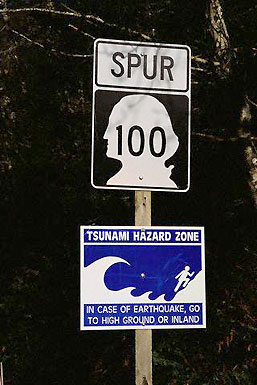 SPUR
100
TSUNAMI HAZARD ZONE
IN CASE OF EARTHQUAKE, GO
TO HIGH GROUND OR INLAND